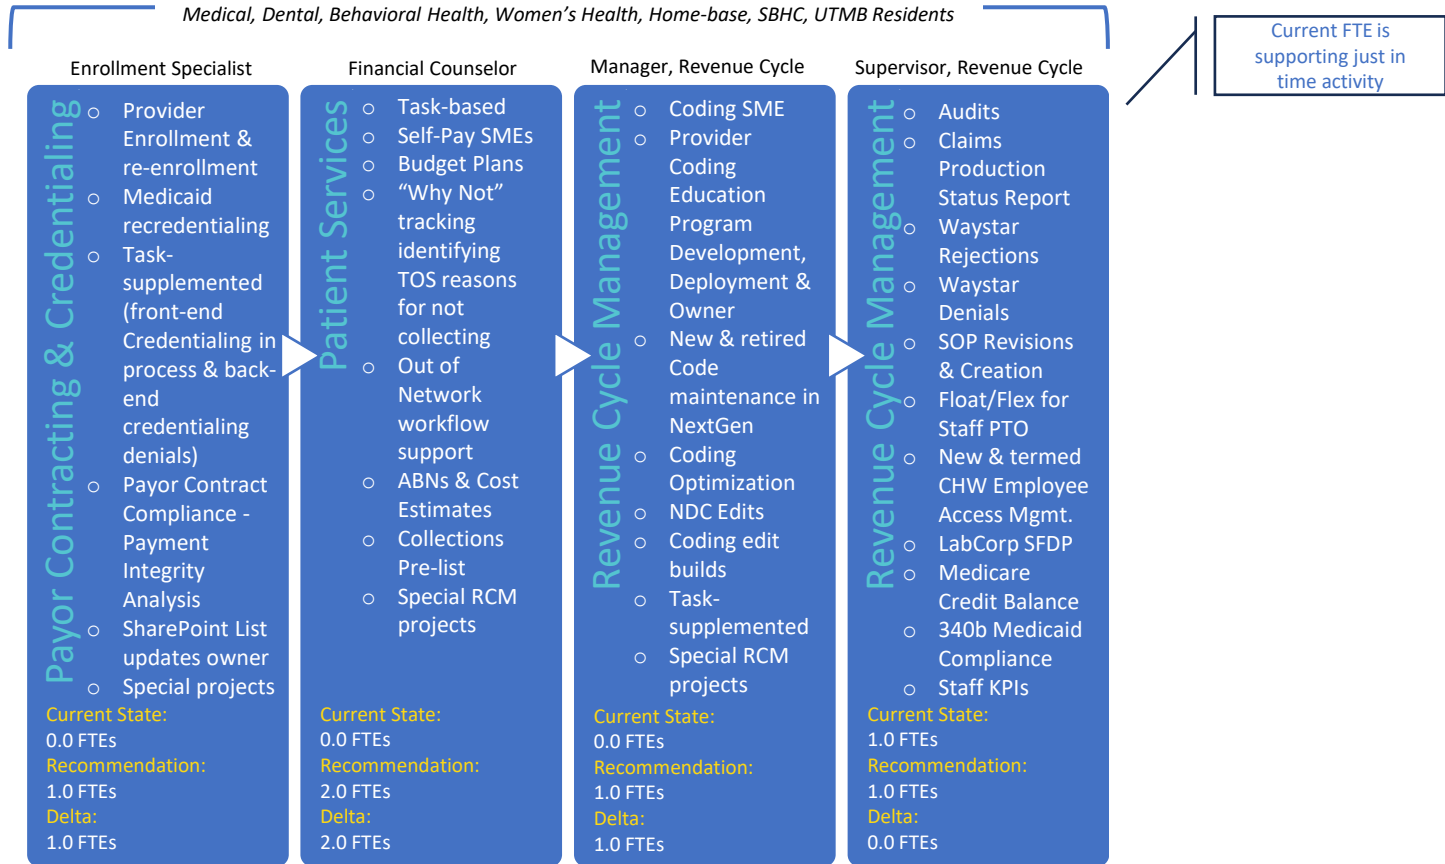 Medical, Dental, Behavioral Health, Women’s Health, Home-base, SBHC, UTMB Residents
Current FTE is
supporting just in
time activity
Enrollment Specialist
Payor Contracting & Credentialing
o Provider
Enrollment &
re-enrollment
o Medicaid
recredentialing
o Task-
supplemented
(front-end
Credentialing in
process & back-
end
credentialing
denials)
o Payor Contract
Compliance -
Payment
Integrity
Analysis
o SharePoint List
updates owner
o Special projects
Current State:
0.0 FTEs
Recommendation:
1.0 FTEs
Delta:
1.0 FTEs
Financial Counselor
Patient Services
o Task-based
o Self-Pay SMEs
o Budget Plans
o “Why Not”
tracking
identifying
TOS reasons
for not
collecting
o Out of
Network
workflow
support
o ABNs & Cost
Estimates
o Collections
Pre-list
o Special RCM
projects
Current State:
0.0 FTEs
Recommendation:
2.0 FTEs
Delta:
2.0 FTEs
Manager, Revenue Cycle
Revenue Cycle Management
o Coding SME
o Provider
Coding
Education
Program
Development,
Deployment &
Owner
o New & retired
Code
maintenance in
NextGen
o Coding
Optimization
o NDC Edits
o Coding edit
builds
o Task-
supplemented
o Special RCM
projects
Current State:
0.0 FTEs
Recommendation:
1.0 FTEs
Delta:
1.0 FTEs
Supervisor, Revenue Cycle
Revenue Cycle Management
o Audits
o Claims
Production
Status Report
o Waystar
Rejections
o Waystar
Denials
o SOP Revisions
& Creation
o Float/Flex for
Staff PTO
o New & termed
CHW Employee
Access Mgmt.
o LabCorp SFDP
o Medicare
Credit Balance
o 340b Medicaid
Compliance
o Staff KPIs
Current State:
1.0 FTEs
Recommendation:
1.0 FTEs
Delta:
0.0 FTEs